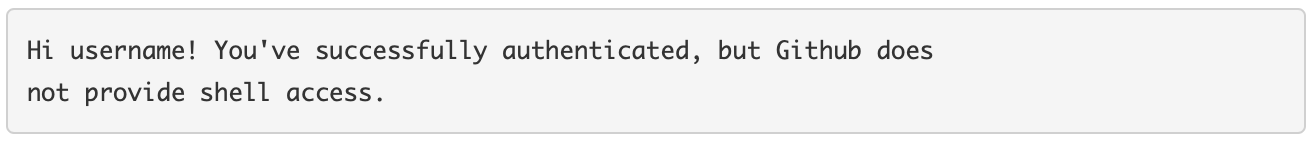 Hi username! You've successfully authenticated, but Github does
not provide shell access.